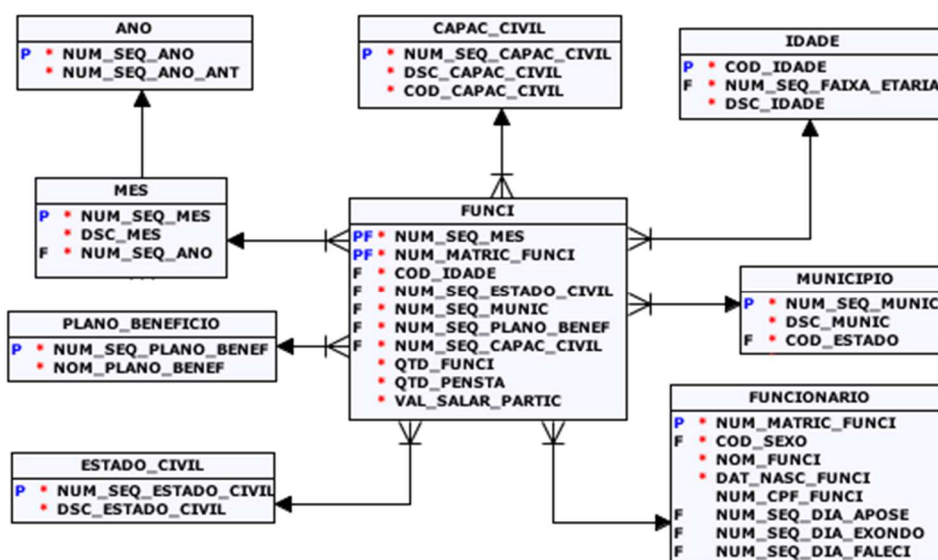 ANO
P * NUM_SEQ_ANO
* NUM_SEQ_ANO_ANT
CAPAC_CIVIL
P * NUM_SEQ_CAPAC_CIVIL
* DSC_CAPAC_CIVIL
* COD_CAPAC_CIVIL
IDADE
P * COD_IDADE
F * NUM_SEQ_FAIXA_ETARIA
* DSC_IDADE
MES
P * NUM_SEQ_MES
* DSC_MES
F * NUM_SEQ_ANO
FUNCI
PF * NUM_SEQ_MES
PF * NUM_MATRIC_FUNCI
F * COD_IDADE
F * NUM_SEQ_ESTADO_CIVIL
F * NUM_SEQ_MUNIC
F * NUM_SEQ_PLANO_BENEF
F * NUM_SEQ_CAPAC_CIVIL
* QTD_FUNCI
* QTD_PENSTA
* VAL_SALAR_PARTIC
MUNICIPIO
P * NUM_SEQ_MUNIC
* DSC_MUNIC
F * COD_ESTADO
PLANO_BENEFICIO
P * NUM_SEQ_PLANO_BENEF
* NOM_PLANO_BENEF
FUNCIONARIO
P * NUM_MATRIC_FUNCI
F * COD_SEXO
* NOM_FUNCI
* DAT_NASC_FUNCI
NUM_CPF_FUNCI
F NUM_SEQ_DIA_APOSE
F NUM_SEQ_DIA_EXONDO
F NUM_SEQ_DIA_FALECI
ESTADO_CIVIL
P * NUM_SEQ_ESTADO_CIVIL
* DSC_ESTADO_CIVIL